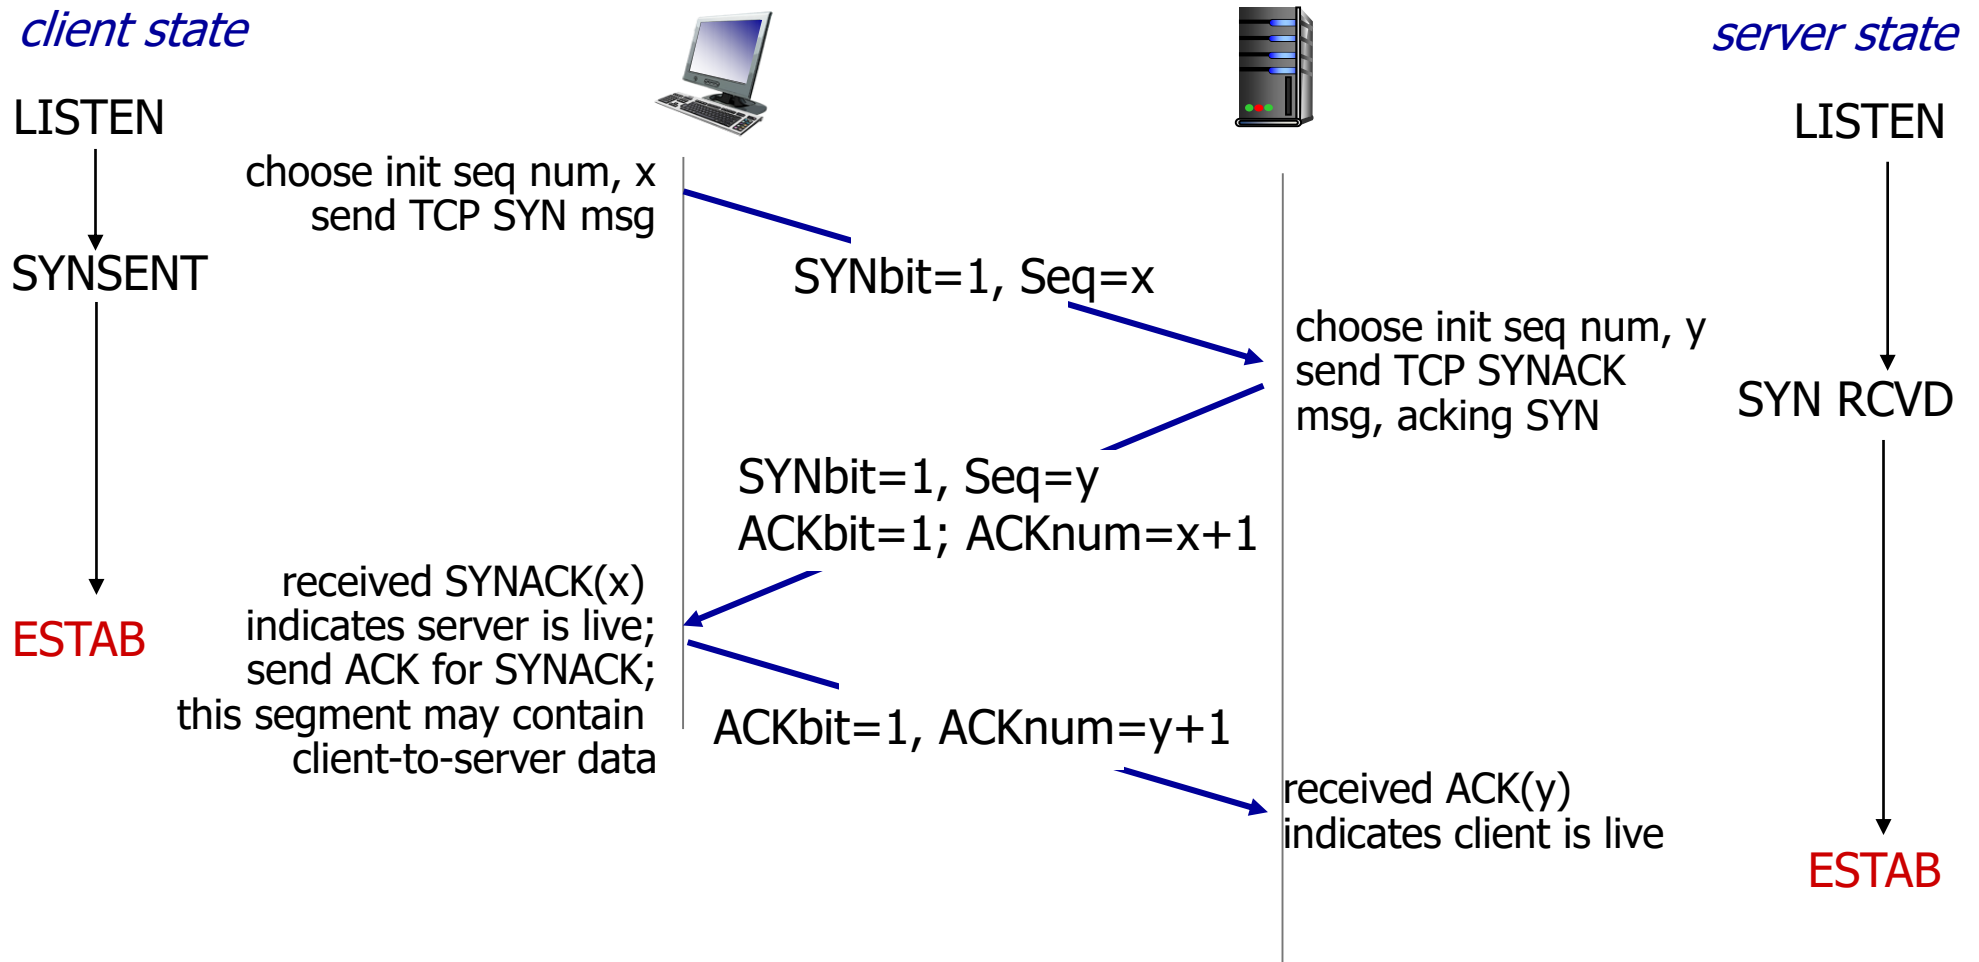 client state
server state
LISTEN
LISTEN
choose init seq num, x
send TCP SYN msg
SYNSENT
SYNbit=1, Seq=x
choose init seq num, y
send TCP SYNACK
msg, acking SYN
SYN RCVD
SYNbit=1, Seq=y
ACKbit=1; ACKnum=x+1
received SYNACK(x)
indicates server is live;
send ACK for SYNACK;
this segment may contain
client-to-server data
ESTAB
ACKbit=1, ACKnum=y+1
received ACK(y)
indicates client is live
ESTAB